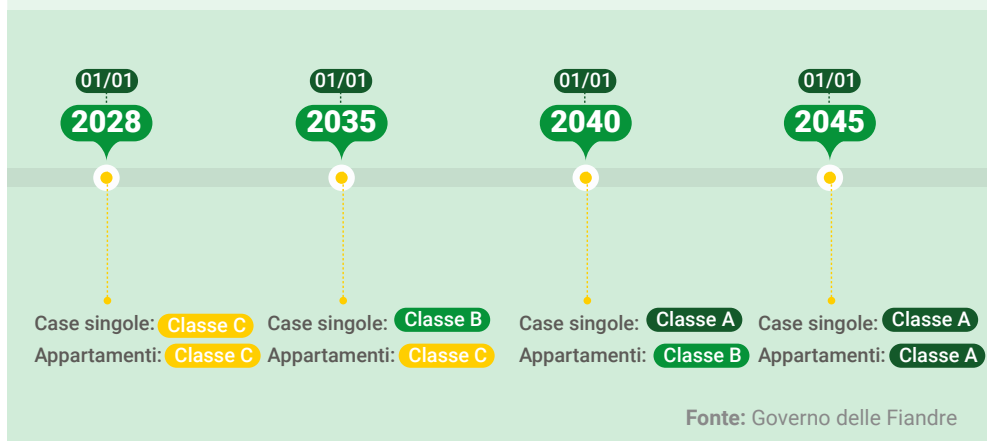 01/01
2028
Case singole: Classe C
Appartamenti: Classe C
01/01
2035
Case singole: Classe B
Appartamenti: Classe C
01/01
2040
Case singole: Classe A
Appartamenti: Classe B
01/01
2045
Case singole: Classe A
Appartamenti: Classe A
Fonte: Governo delle Fiandre